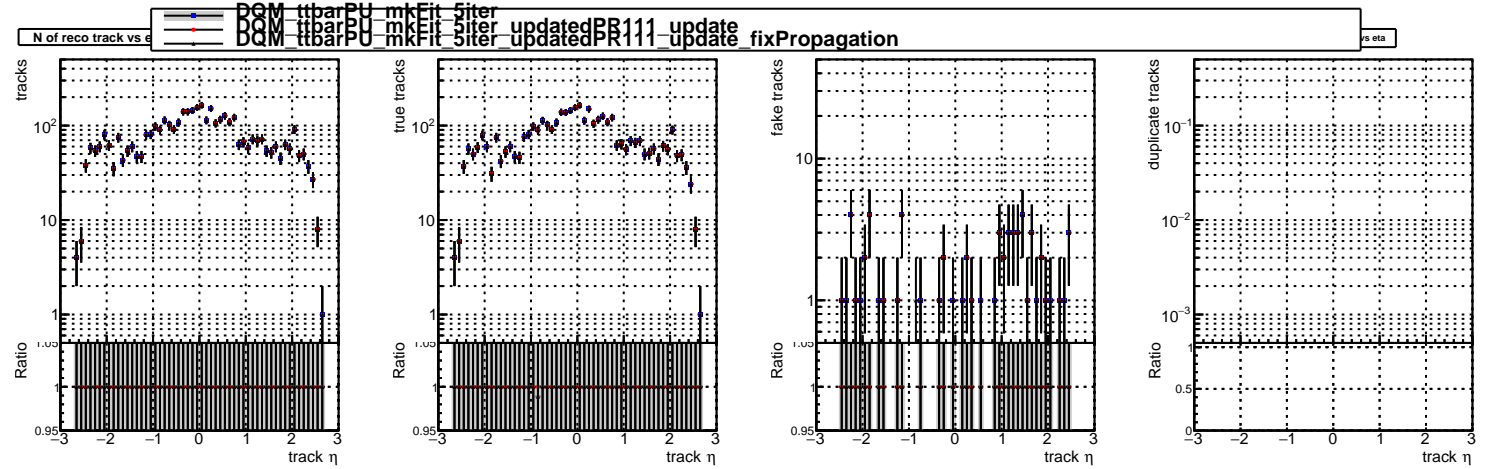 DQM_ttbarPU_mkFit_5iter
DQM_ttbarPU_mkFit_5iter_updatedPR111_update
DQM_ttbarPU_mkFit_5iter_updatedPR111_update_fixPropagation
N of reco track vs e
vs eta
tracks
10²
10
1
Ratio
1.05
1
0.95
−3 −2 −1 0 1 2 3
track η
true tracks
10²
10
1
Ratio
1.05
1
0.95
−3 −2 −1 0 1 2 3
track η
fake tracks
10
1
Ratio
1.05
1
0.95
−3 −2 −1 0 1 2 3
track η
duplicate tracks
10⁻¹
10⁻²
10⁻³
Ratio
1
0.5
0
−3 −2 −1 0 1 2 3
track η